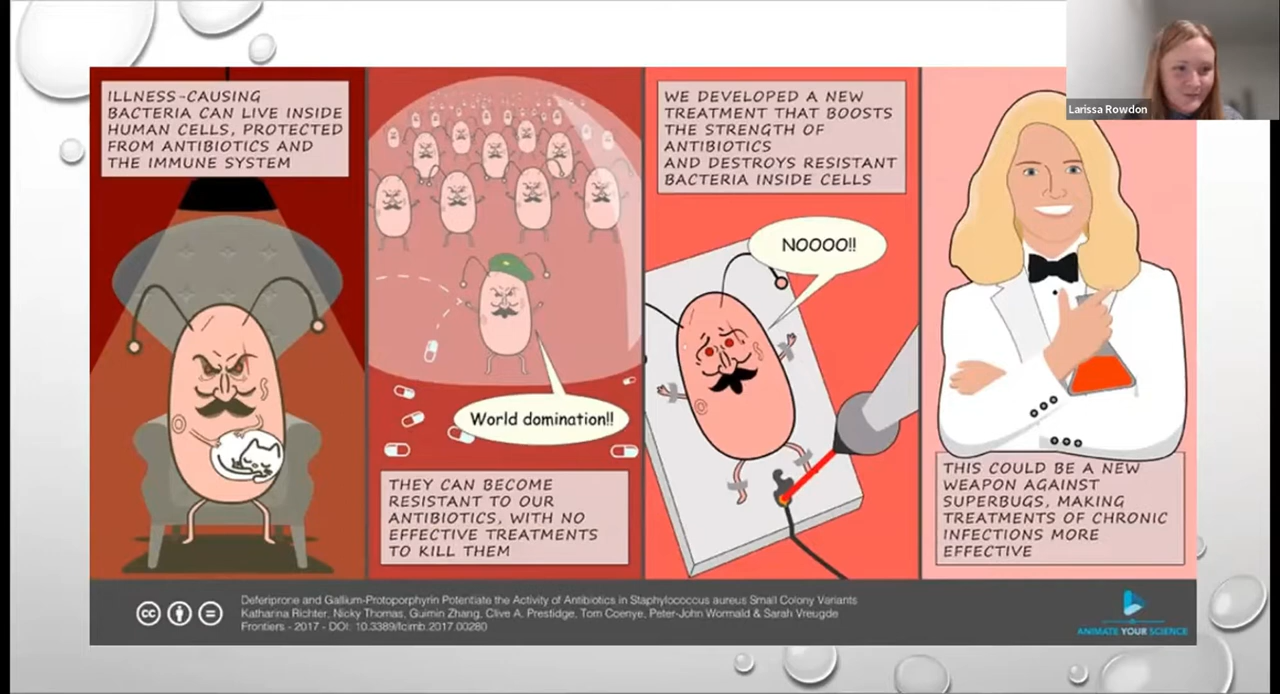 ILLNESS-CAUSING
BACTERIA CAN LIVE INSIDE
HUMAN CELLS, PROTECTED
FROM ANTIBIOTICS AND
THE IMMUNE SYSTEM
World domination!!
THEY CAN BECOME
RESISTANT TO OUR
ANTIBIOTICS, WITH NO
EFFECTIVE TREATMENTS
TO KILL THEM
WE DEVELOPED A NEW
TREATMENT THAT BOOSTS
THE STRENGTH OF
ANTIBIOTICS
AND DESTROYS RESISTANT
BACTERIA INSIDE CELLS
NOOOO!!
Larissa Rowdon
THIS COULD BE A NEW
WEAPON AGAINST
SUPERBUGS, MAKING
TREATMENTS OF CHRONIC
INFECTIONS MORE
EFFECTIVE
cc
Deferiprone and Gallium-Protoporphyrin Potentiate the Activity of Antibiotics in Staphylococcus aureus Small Colony Variants
Katharina Richter, Nicky Thomas, Guimin Zhang, Clive A. Prestidge, Tom Coenye, Peter-John Wormald & Sarah Vreugde
Frontiers - 2017 - DOI: 10.3389/fcimb.2017.00280
ANIMATE YOUR SCIENCE